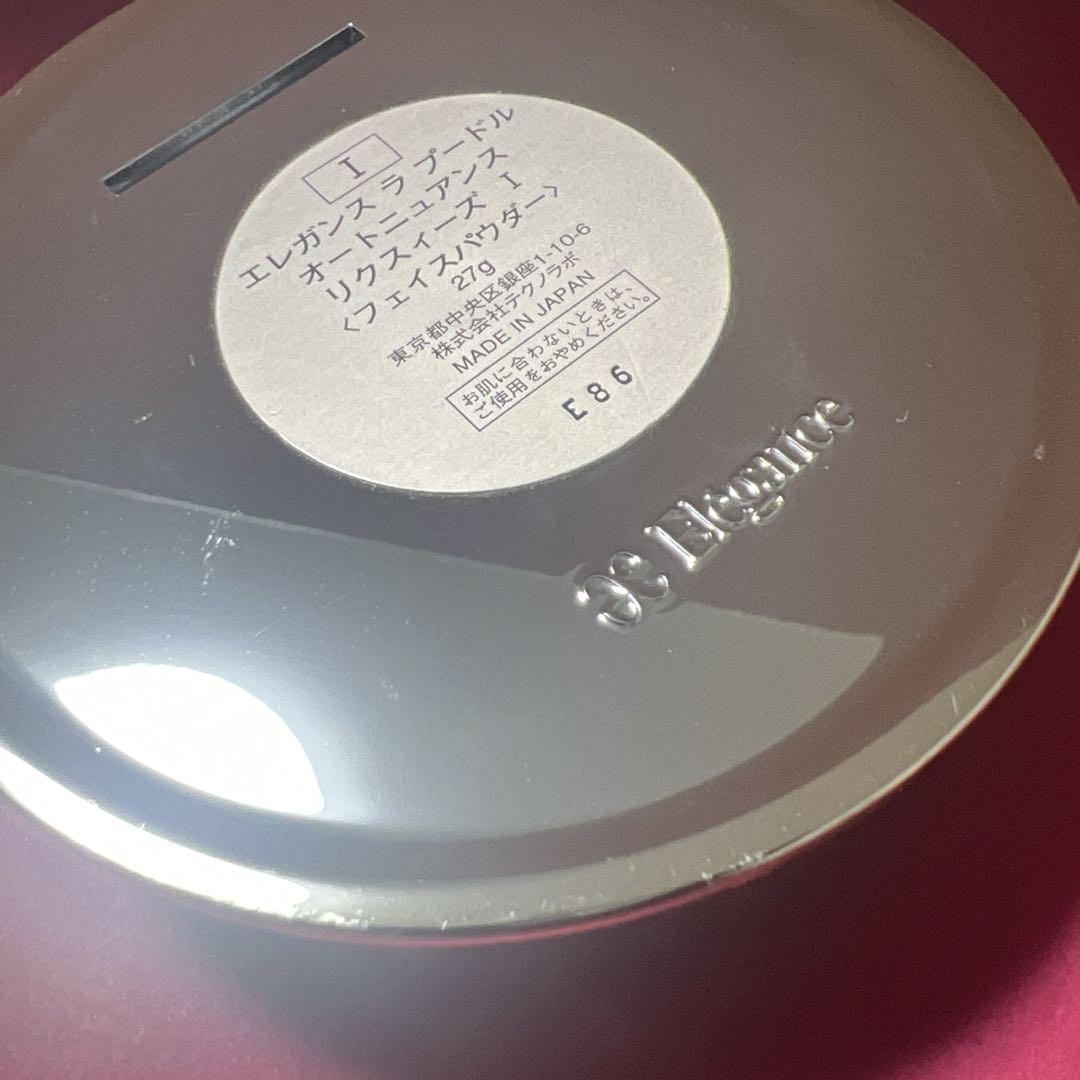 I
エレガンス ラ プードル
オートニュアンス
リクスィーズ I
〈フェイスパウダー〉
27g
東京都中央区銀座1-10-6
株式会社テクノラボ
MADE IN JAPAN
お肌に合わないときは、
ご使用をおやめください。
E86
Elégance